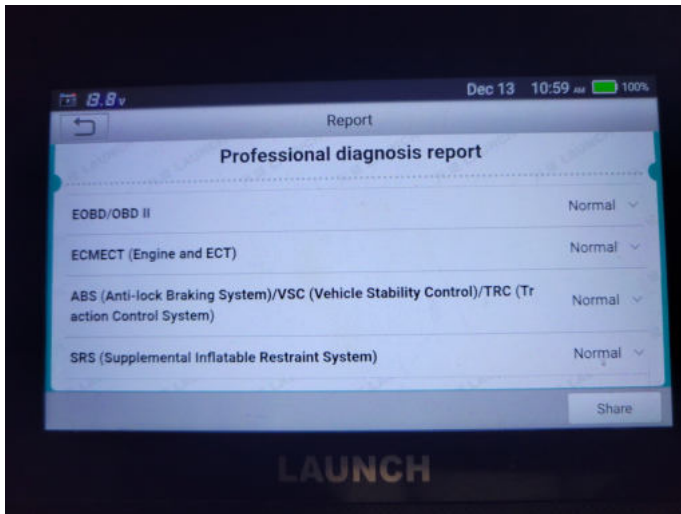 13.8v Dec 13 10:59 AM 100%
Report
Professional diagnosis report
EOBD/OBD II Normal
ECMECT (Engine and ECT) Normal
ABS (Anti-lock Braking System)/VSC (Vehicle Stability Control)/TRC (Tr
action Control System) Normal
SRS (Supplemental Inflatable Restraint System) Normal
Share
LAUNCH